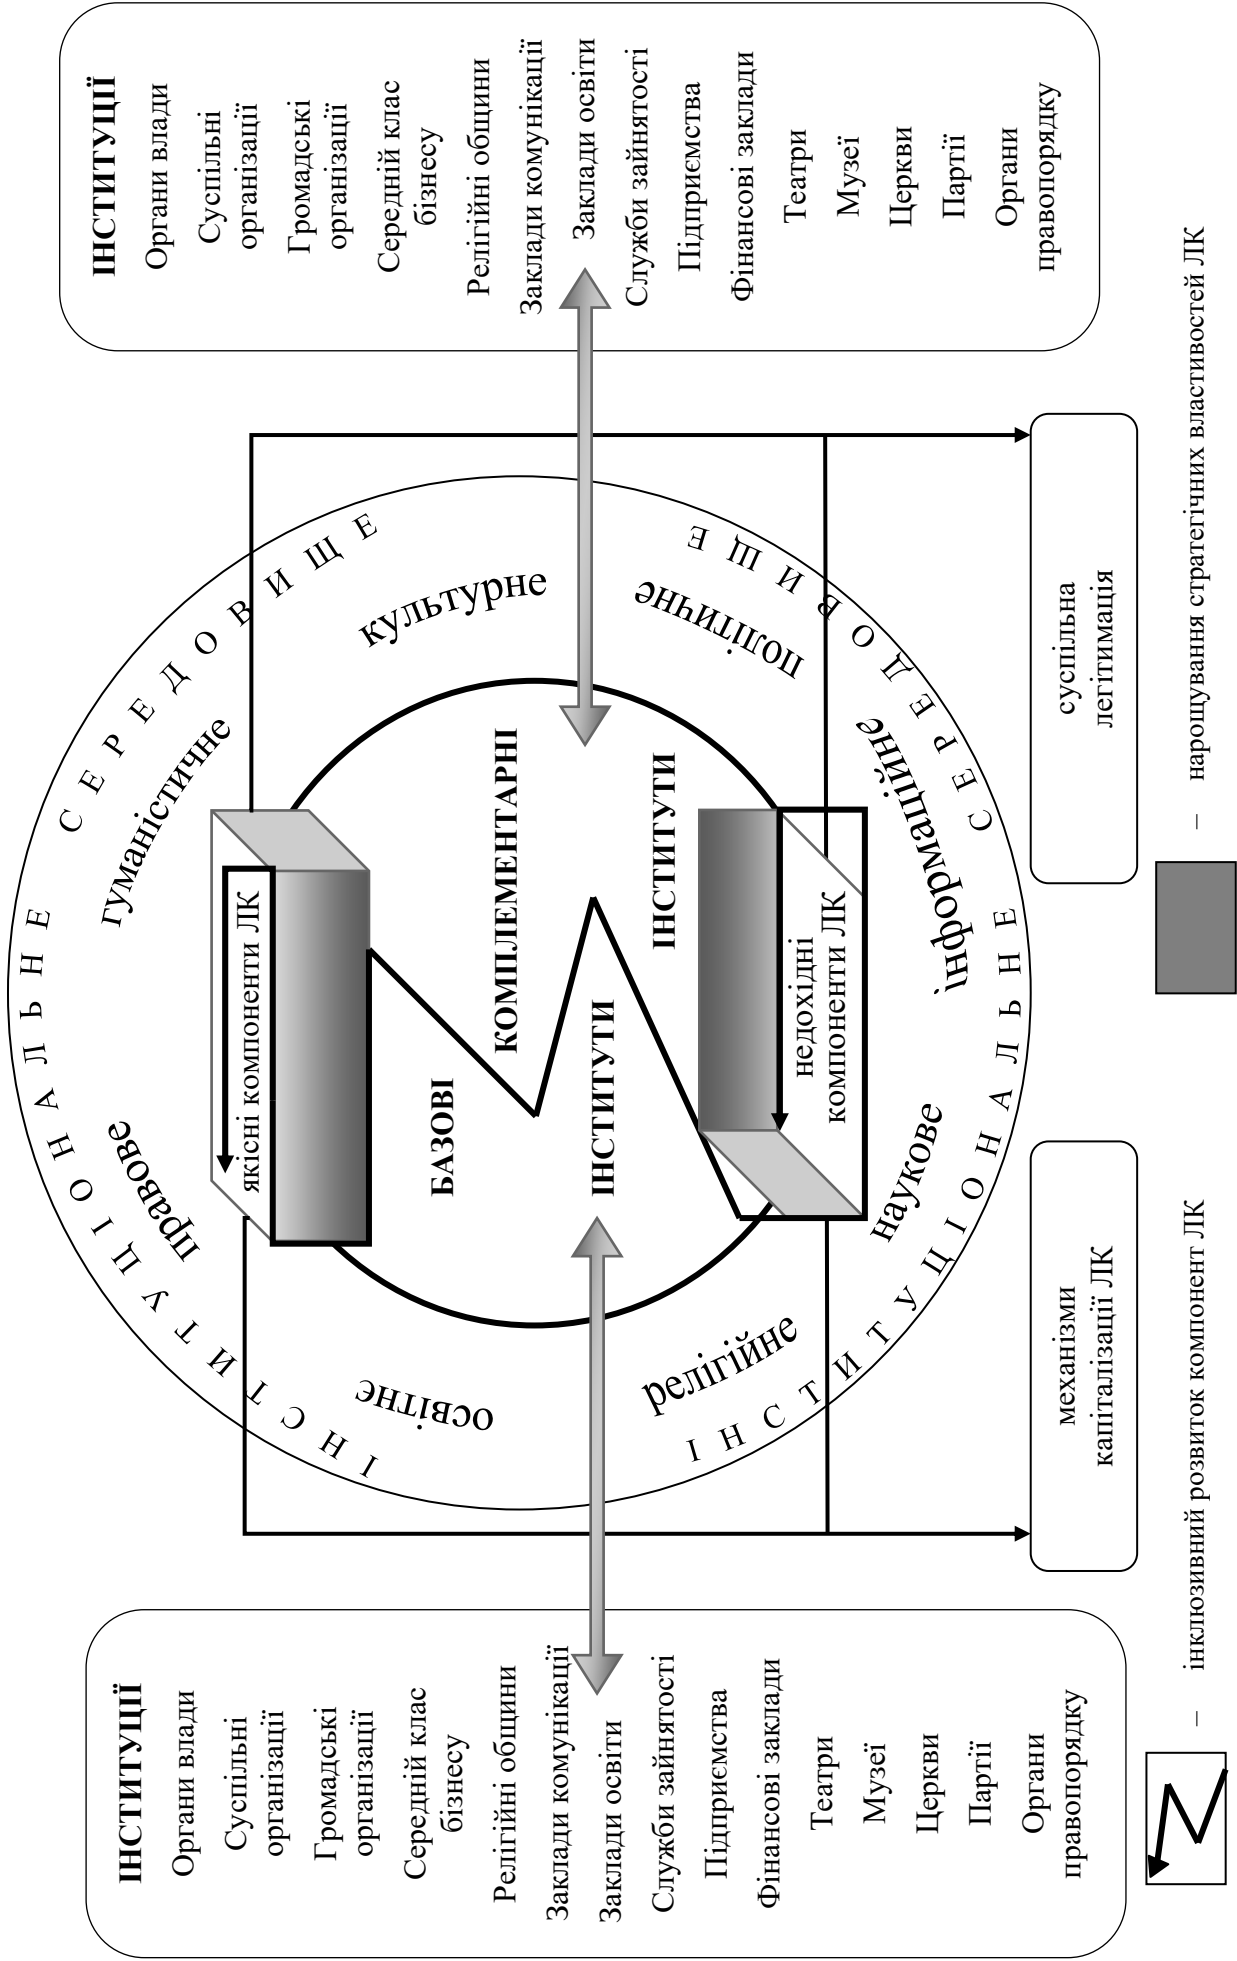 ІНСТИТУЦІЇ
Органи влади
Суспільні
організації
Громадські
організації
Середній клас
бізнесу
Релігійні общини
Заклади комунікації
Заклади освіти
Служби зайнятості
Підприємства
Фінансові заклади
Театри
Музеї
Церкви
Партії
Органи
правопорядку
ІНСТИТУЦІОНАЛЬНЕ СЕРЕДОВИЩЕ
освітнє
правове
гуманістичне
культурне
якісні компоненти ЛК
БАЗОВІ
КОМПЛЕМЕНТАРНІ
ІНСТИТУТИ
ІНСТИТУТИ
недохідні
компоненти ЛК
релігійне
наукове
інформаційне
політичне
ІНСТИТУЦІОНАЛЬНЕ СЕРЕДОВИЩЕ
ІНСТИТУЦІЇ
Органи влади
Суспільні
організації
Громадські
організації
Середній клас
бізнесу
Релігійні общини
Заклади комунікації
Заклади освіти
Служби зайнятості
Підприємства
Фінансові заклади
Театри
Музеї
Церкви
Партії
Органи
правопорядку
механізми
капіталізації ЛК
суспільна
легітимація
– інклюзивний розвиток компонент ЛК
– нарощування стратегічних властивостей ЛК